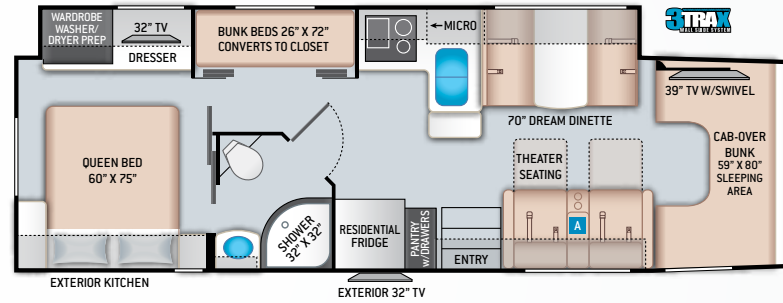 WARDROBE
WASHER/
DRYER PREP
32" TV
DRESSER
BUNK BEDS 26" X 72"
CONVERTS TO CLOSET
MICRO
3TRAX
WALL SLIDE SYSTEM
39" TV W/SWIVEL
70" DREAM DINETTE
CAB-OVER
BUNK
59" X 80"
SLEEPING
AREA
THEATER
SEATING
QUEEN BED
60" X 75"
SHOWER
32" X 32"
RESIDENTIAL
FRIDGE
PANTRY
w/DRAWERS
ENTRY
A
EXTERIOR KITCHEN
EXTERIOR 32" TV